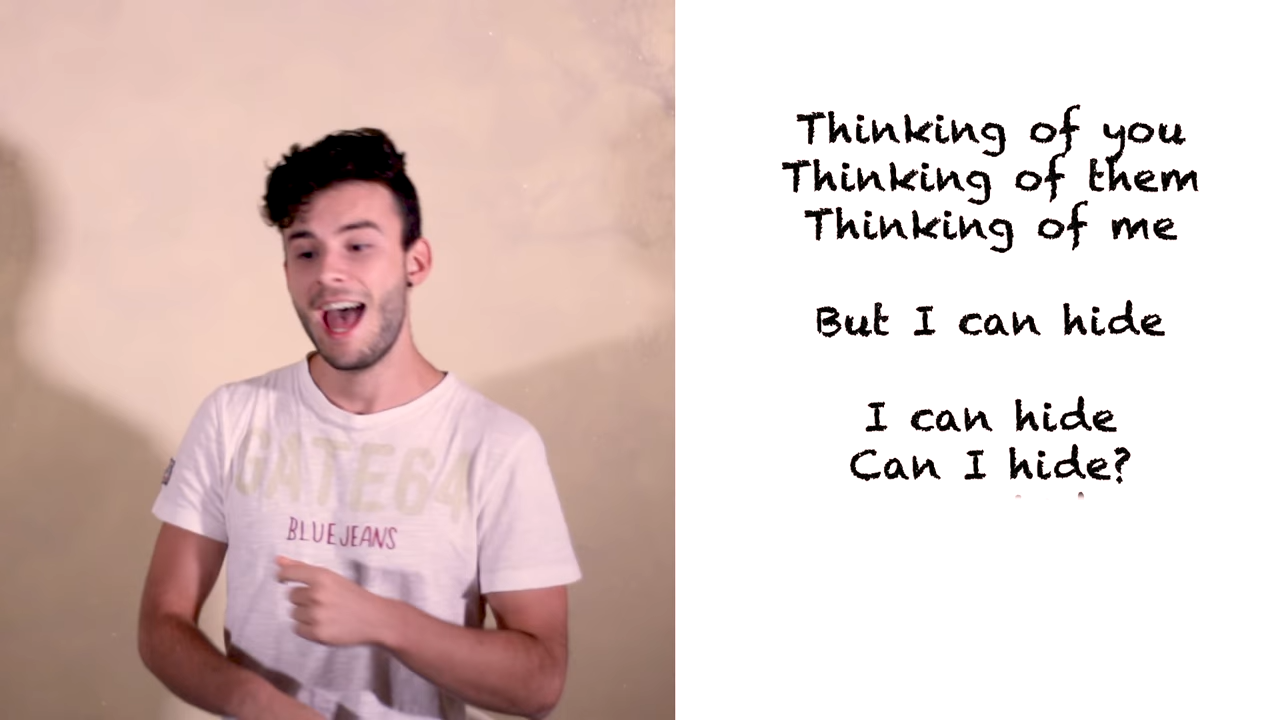 GATE64
BLUE JEANS
Thinking of you
Thinking of them
Thinking of me
But I can hide
I can hide
Can I hide?